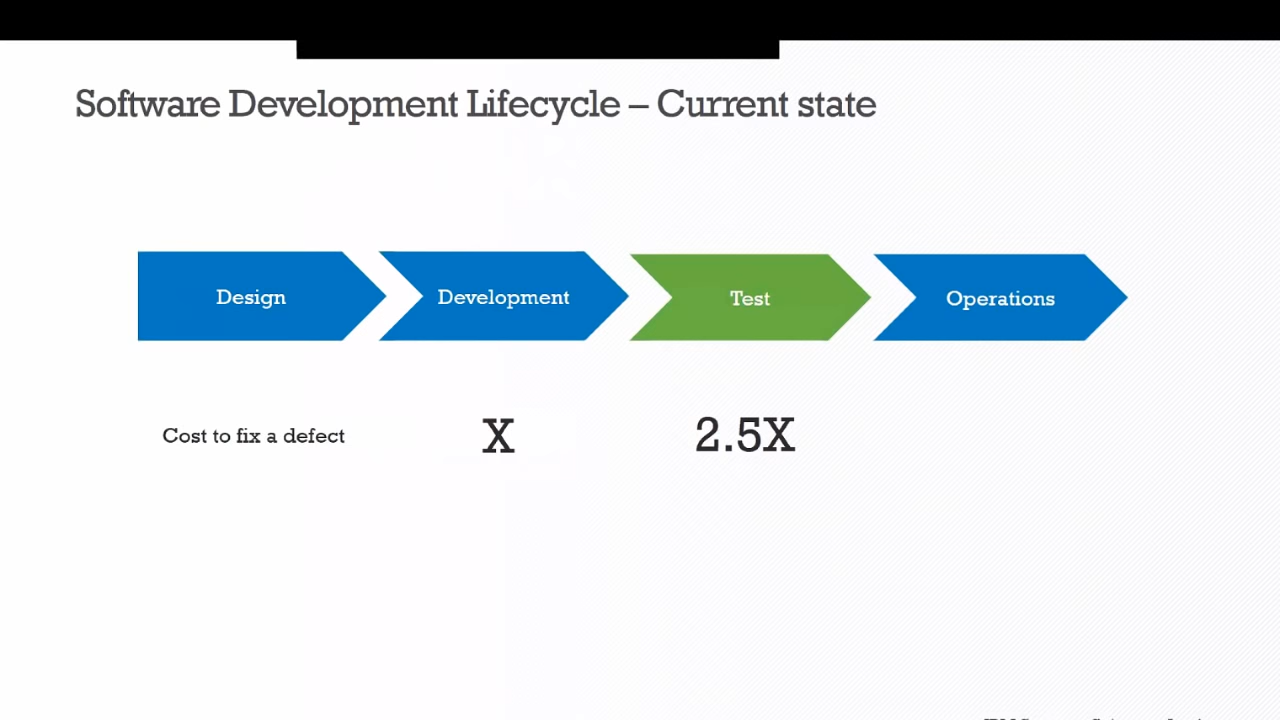 Software Development Lifecycle – Current state
Design
Development
Test
Operations
Cost to fix a defect
X
2.5X